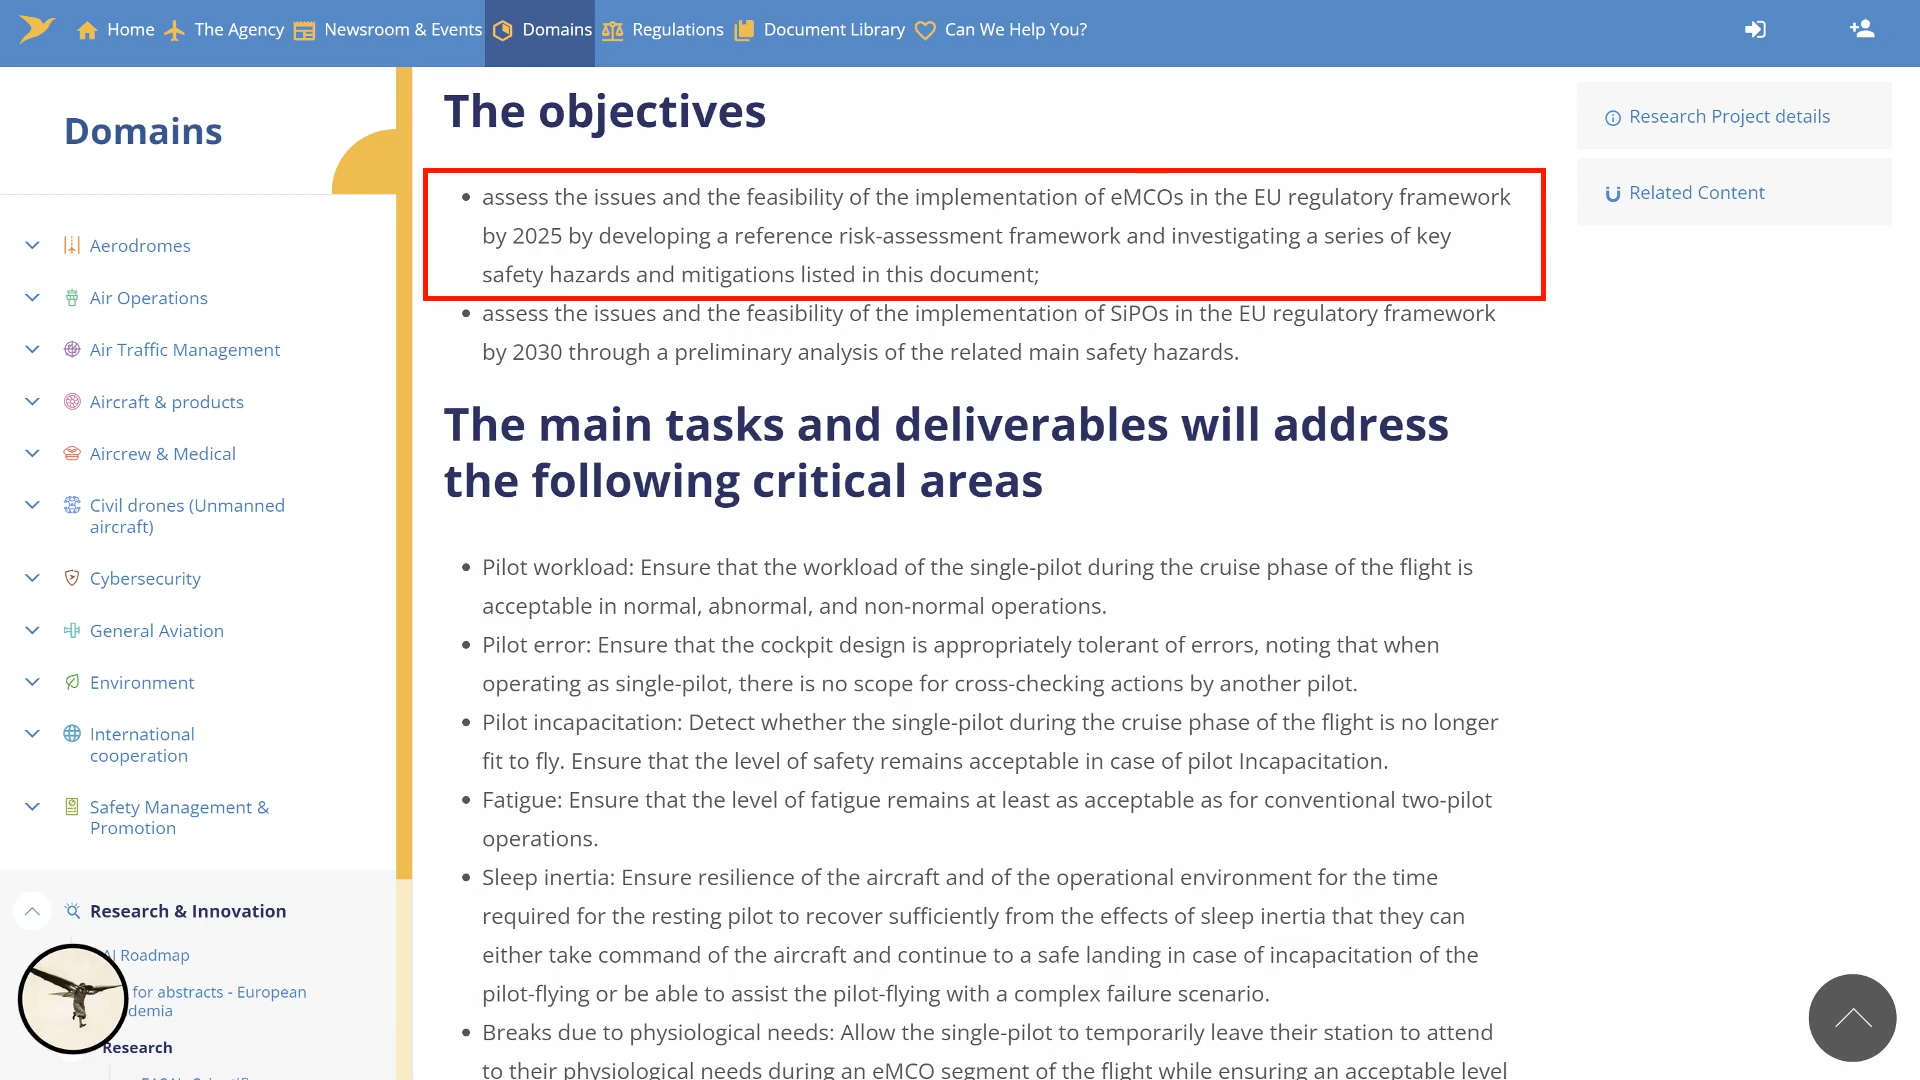 Home The Agency Newsroom & Events Domains Regulations Document Library Can We Help You?
Domains
Aerodromes
Air Operations
Air Traffic Management
Aircraft & products
Aircrew & Medical
Civil drones (Unmanned
aircraft)
Cybersecurity
General Aviation
Environment
International
cooperation
Safety Management &
Promotion
Research & Innovation
AI Roadmap
for abstracts - European
demia
Research
The objectives
• assess the issues and the feasibility of the implementation of eMCOs in the EU regulatory framework
by 2025 by developing a reference risk-assessment framework and investigating a series of key
safety hazards and mitigations listed in this document;
• assess the issues and the feasibility of the implementation of SiPOs in the EU regulatory framework
by 2030 through a preliminary analysis of the related main safety hazards.
The main tasks and deliverables will address
the following critical areas
• Pilot workload: Ensure that the workload of the single-pilot during the cruise phase of the flight is
acceptable in normal, abnormal, and non-normal operations.
• Pilot error: Ensure that the cockpit design is appropriately tolerant of errors, noting that when
operating as single-pilot, there is no scope for cross-checking actions by another pilot.
• Pilot incapacitation: Detect whether the single-pilot during the cruise phase of the flight is no longer
fit to fly. Ensure that the level of safety remains acceptable in case of pilot Incapacitation.
• Fatigue: Ensure that the level of fatigue remains at least as acceptable as for conventional two-pilot
operations.
• Sleep inertia: Ensure resilience of the aircraft and of the operational environment for the time
required for the resting pilot to recover sufficiently from the effects of sleep inertia that they can
either take command of the aircraft and continue to a safe landing in case of incapacitation of the
pilot-flying or be able to assist the pilot-flying with a complex failure scenario.
• Breaks due to physiological needs: Allow the single-pilot to temporarily leave their station to attend
to their physiological needs during an eMCO segment of the flight while ensuring an acceptable level
Research Project details
Related Content